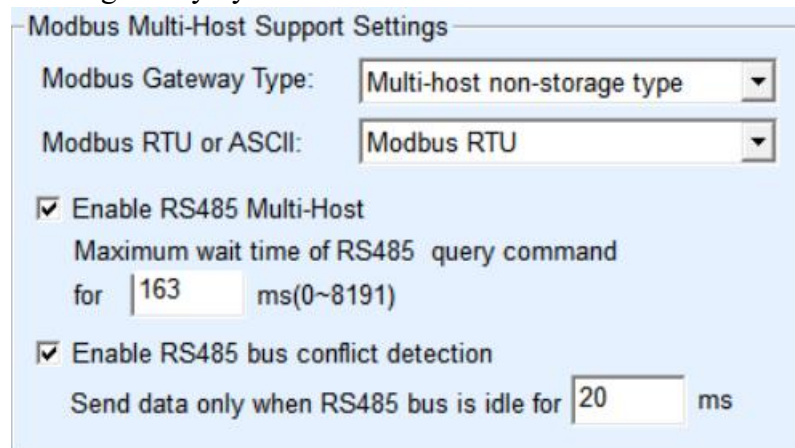 Modbus Multi-Host Support Settings
Modbus Gateway Type: Multi-host non-storage type
Modbus RTU or ASCII: Modbus RTU
Enable RS485 Multi-Host
Maximum wait time of RS485 query command
for 163 ms(0~8191)
Enable RS485 bus conflict detection
Send data only when RS485 bus is idle for 20 ms